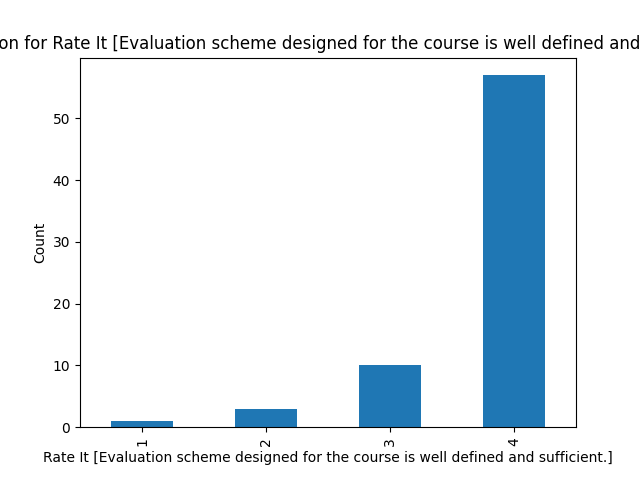 on for Rate It [Evaluation scheme designed for the course is well defined and
50
40
30
20
10
0
Count
1 2 3 4
Rate It [Evaluation scheme designed for the course is well defined and sufficient.]